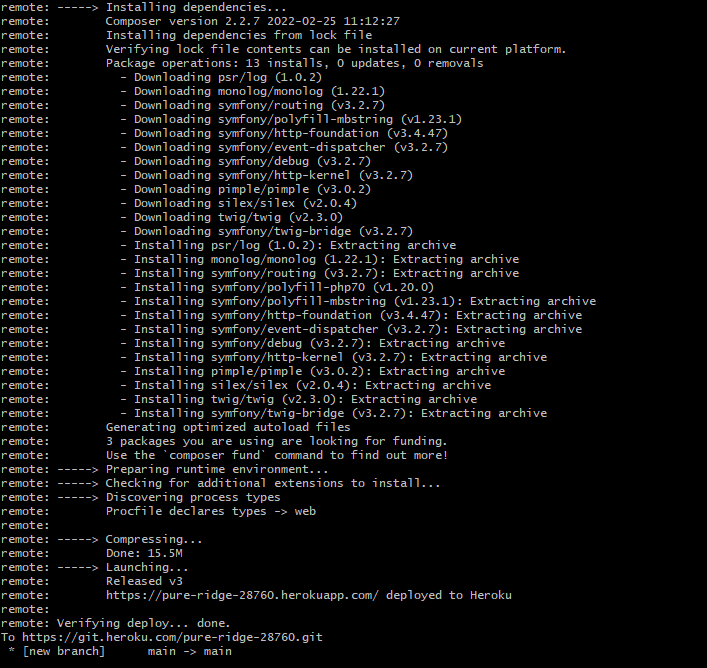 remote: -----> Installing dependencies...
remote:        Composer version 2.2.7 2022-02-25 11:12:27
remote:        Installing dependencies from lock file
remote:        Verifying lock file contents can be installed on current platform.
remote:        Package operations: 13 installs, 0 updates, 0 removals
remote:          - Downloading psr/log (1.0.2)
remote:          - Downloading monolog/monolog (1.22.1)
remote:          - Downloading symfony/routing (v3.2.7)
remote:          - Downloading symfony/polyfill-mbstring (v1.23.1)
remote:          - Downloading symfony/http-foundation (v3.4.47)
remote:          - Downloading symfony/event-dispatcher (v3.2.7)
remote:          - Downloading symfony/debug (v3.2.7)
remote:          - Downloading symfony/http-kernel (v3.2.7)
remote:          - Downloading pimple/pimple (v3.0.2)
remote:          - Downloading silex/silex (v2.0.4)
remote:          - Downloading twig/twig (v2.3.0)
remote:          - Downloading symfony/twig-bridge (v3.2.7)
remote:          - Installing psr/log (1.0.2): Extracting archive
remote:          - Installing monolog/monolog (1.22.1): Extracting archive
remote:          - Installing symfony/routing (v3.2.7): Extracting archive
remote:          - Installing symfony/polyfill-php70 (v1.20.0)
remote:          - Installing symfony/polyfill-mbstring (v1.23.1): Extracting archive
remote:          - Installing symfony/http-foundation (v3.4.47): Extracting archive
remote:          - Installing symfony/event-dispatcher (v3.2.7): Extracting archive
remote:          - Installing symfony/debug (v3.2.7): Extracting archive
remote:          - Installing symfony/http-kernel (v3.2.7): Extracting archive
remote:          - Installing pimple/pimple (v3.0.2): Extracting archive
remote:          - Installing silex/silex (v2.0.4): Extracting archive
remote:          - Installing twig/twig (v2.3.0): Extracting archive
remote:          - Installing symfony/twig-bridge (v3.2.7): Extracting archive
remote:        Generating optimized autoload files
remote:        3 packages you are using are looking for funding.
remote:        Use the `composer fund` command to find out more!
remote: -----> Preparing runtime environment...
remote: -----> Checking for additional extensions to install...
remote: -----> Discovering process types
remote:        Procfile declares types -> web
remote:
remote: -----> Compressing...
remote:        Done: 15.5M
remote: -----> Launching...
remote:        Released v3
remote:        https://pure-ridge-28760.herokuapp.com/ deployed to Heroku
remote:
remote: Verifying deploy... done.
To https://git.heroku.com/pure-ridge-28760.git
 * [new branch]      main -> main